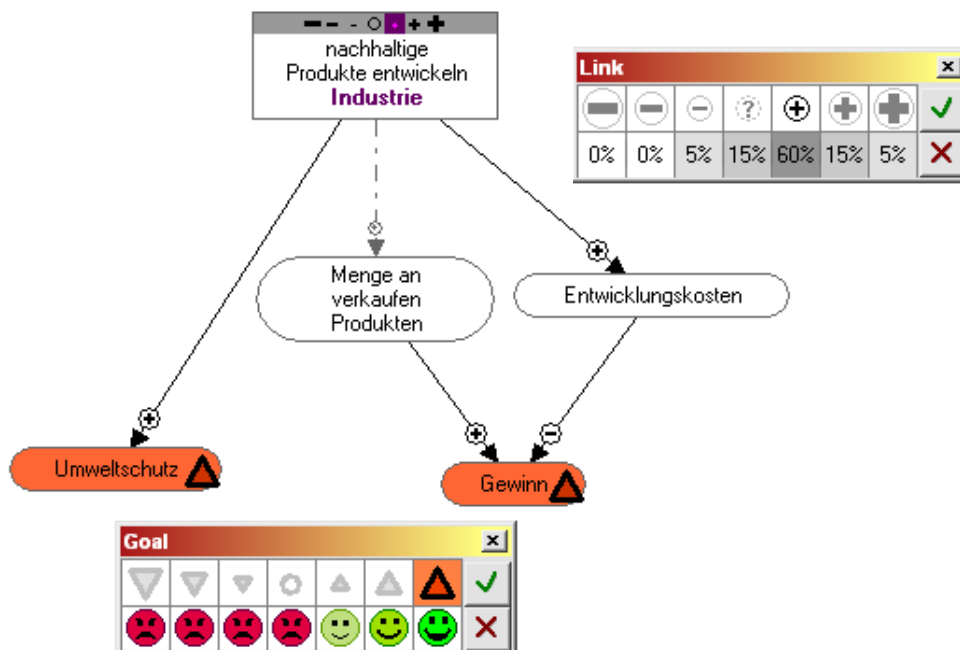 nachhaltige
Produkte entwickeln
Industrie
Link
0% 0% 5% 15% 60% 15% 5%
Menge an
verkaufen
Produkten
Entwicklungskosten
Umweltschutz
Gewinn
Goal